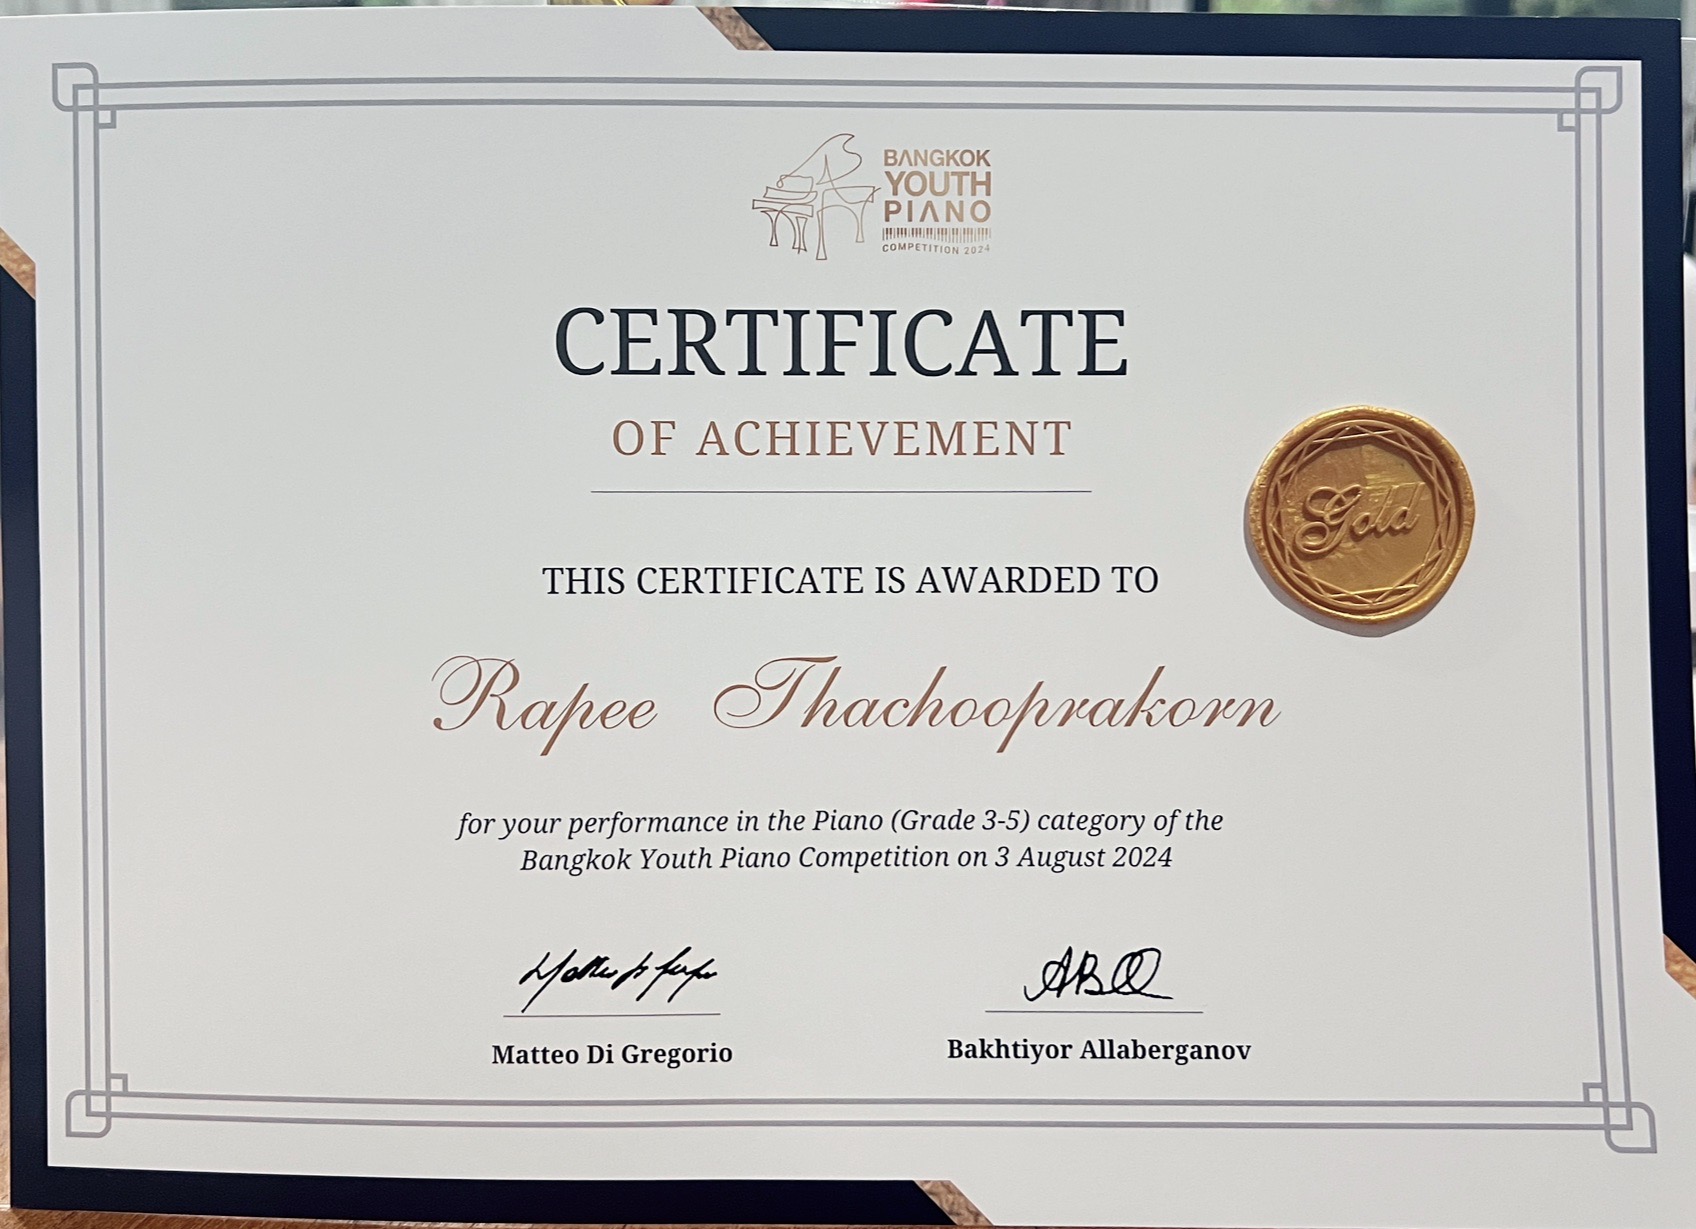 BANGKOK
YOUTH
PIANO
COMPETITION 2024
CERTIFICATE
OF ACHIEVEMENT
Gold
THIS CERTIFICATE IS AWARDED TO
Rapee Thachooprakorn
for your performance in the Piano (Grade 3-5) category of the
Bangkok Youth Piano Competition on 3 August 2024
Matteo Di Gregorio
Bakhtiyor Allaberganov